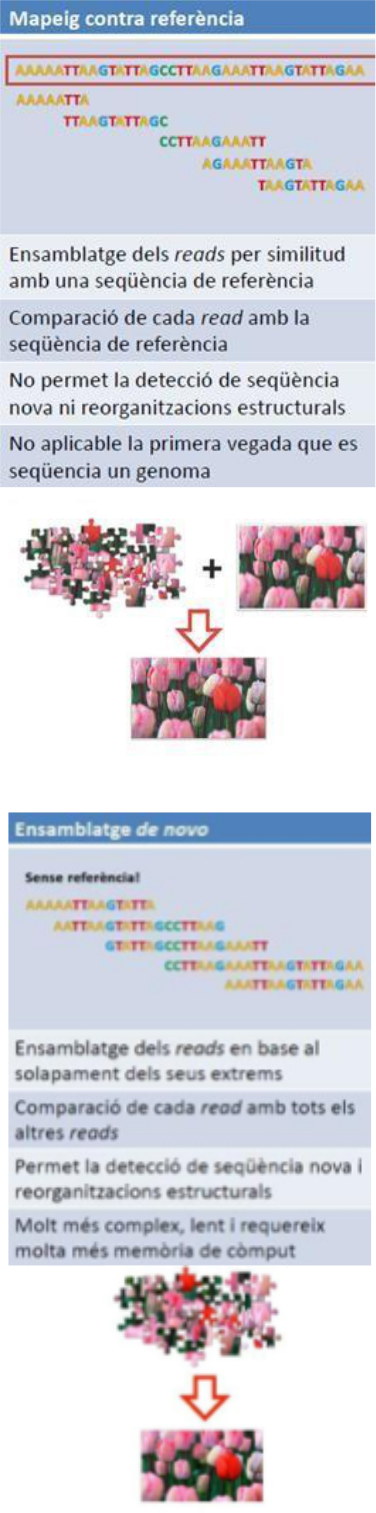 Mapeig contra referència
AAAAATTAAGTATTAGCCTTAAGAAATTAAGTATTAGAA
AAAAATTA
TTAAGTATTAGC
CCTTAAGAAATT
AGAAATTAAGTA
TAAGTATTAGAA
Ensamblatge dels reads per similitud
amb una seqüència de referència
Comparació de cada read amb la
seqüència de referència
No permet la detecció de seqüència
nova ni reorganitzacions estructurals
No aplicable la primera vegada que es
seqüencia un genoma
+
Ensamblatge de novo
Sense referència!
AAAAATTAAGTATTA
AATTAAGTATTAGCCTTAAG
GTATTAGCCTTAAGAAATT
CCTTAAGAAATTAAGTATTAGAA
AAATTAAGTATTAGAA
Ensamblatge dels reads en base al
solapament dels seus extrems
Comparació de cada read amb tots els
altres reads
Permet la detecció de seqüència nova i
reorganitzacions estructurals
Molt més complex, lent i requereix
molta més memòria de còmput